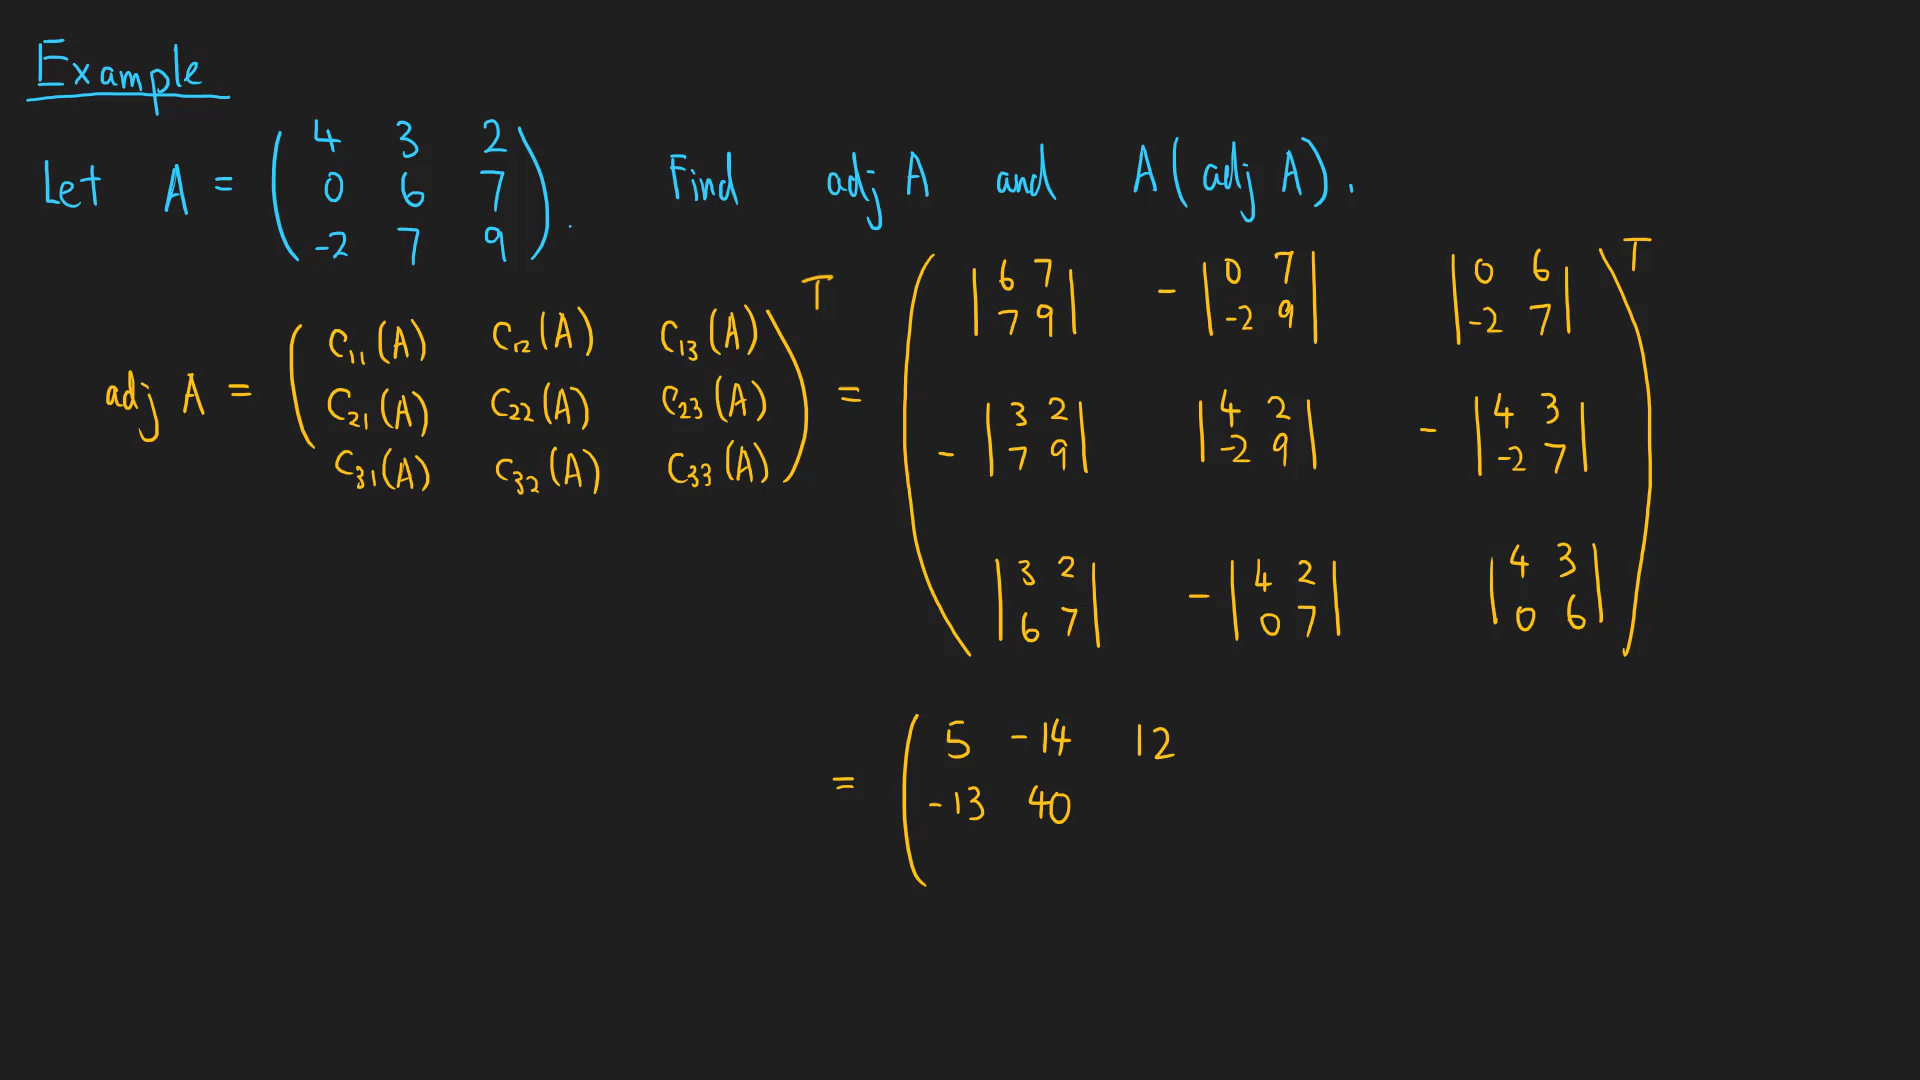 Example
Let A = ( 4 3 2
0 6 7
-2 7 9 ). Find adj A and A(adj A).
adj A = ( C₁₁(A) C₁₂(A) C₁₃(A)
C₂₁(A) C₂₂(A) C₂₃(A)
C₃₁(A) C₃₂(A) C₃₃(A) )ᵀ
= ( |6 7| -|0 7| |0 6|
|7 9| |-2 9| |-2 7|
-|3 2| |4 2| -|4 3|
|7 9| |-2 9| |-2 7|
|3 2| -|4 2| |4 3|
|6 7| |0 7| |0 6| )ᵀ
= ( 5 -14 12
-13 40